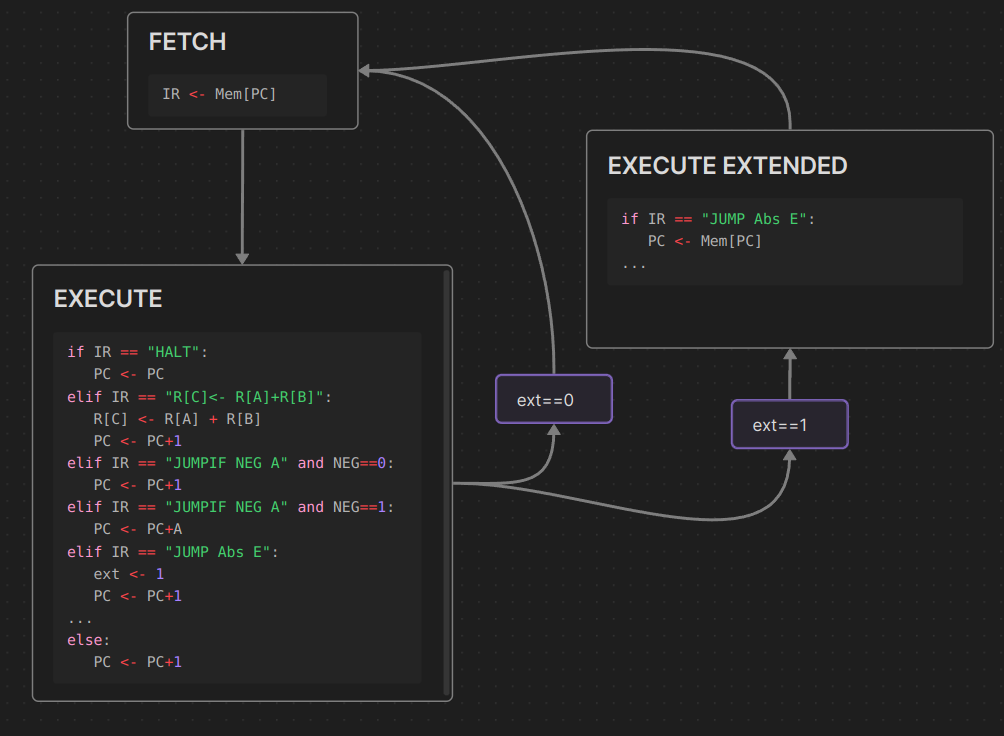 FETCH
IR <- Mem[PC]
EXECUTE EXTENDED
if IR == "JUMP Abs E":
PC <- Mem[PC]
...
EXECUTE
if IR == "HALT":
PC <- PC
elif IR == "R[C]<- R[A]+R[B]":
R[C] <- R[A] + R[B]
PC <- PC+1
elif IR == "JUMPIF NEG A" and NEG==0:
PC <- PC+1
elif IR == "JUMPIF NEG A" and NEG==1:
PC <- PC+A
elif IR == "JUMP Abs E":
ext <- 1
PC <- PC+1
...
else:
PC <- PC+1
ext==0
ext==1